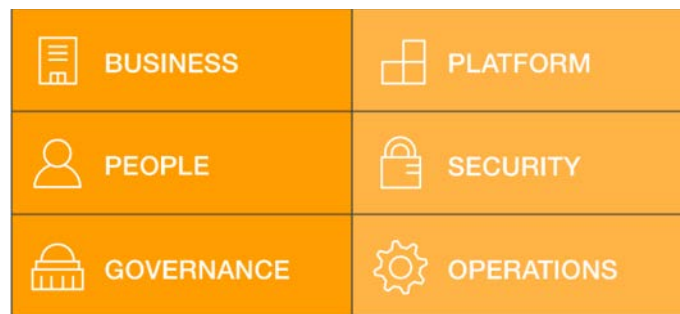 BUSINESS
PLATFORM
PEOPLE
SECURITY
GOVERNANCE
OPERATIONS